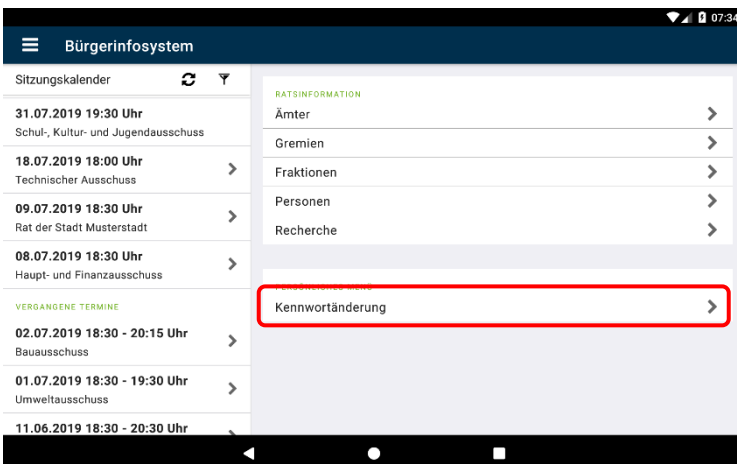 07:34
Bürgerinfosystem
Sitzungskalender
31.07.2019 19:30 Uhr
Schul-, Kultur- und Jugendausschuss
18.07.2019 18:00 Uhr
Technischer Ausschuss
09.07.2019 18:30 Uhr
Rat der Stadt Musterstadt
08.07.2019 18:30 Uhr
Haupt- und Finanzausschuss
VERGANGENE TERMINE
02.07.2019 18:30 - 20:15 Uhr
Bauausschuss
01.07.2019 18:30 - 19:30 Uhr
Umweltausschuss
11.06.2019 18:30 - 20:30 Uhr
RATSINFORMATION
Ämter
Gremien
Fraktionen
Personen
Recherche
PERSÖNLICHES MENÜ
Kennwortänderung